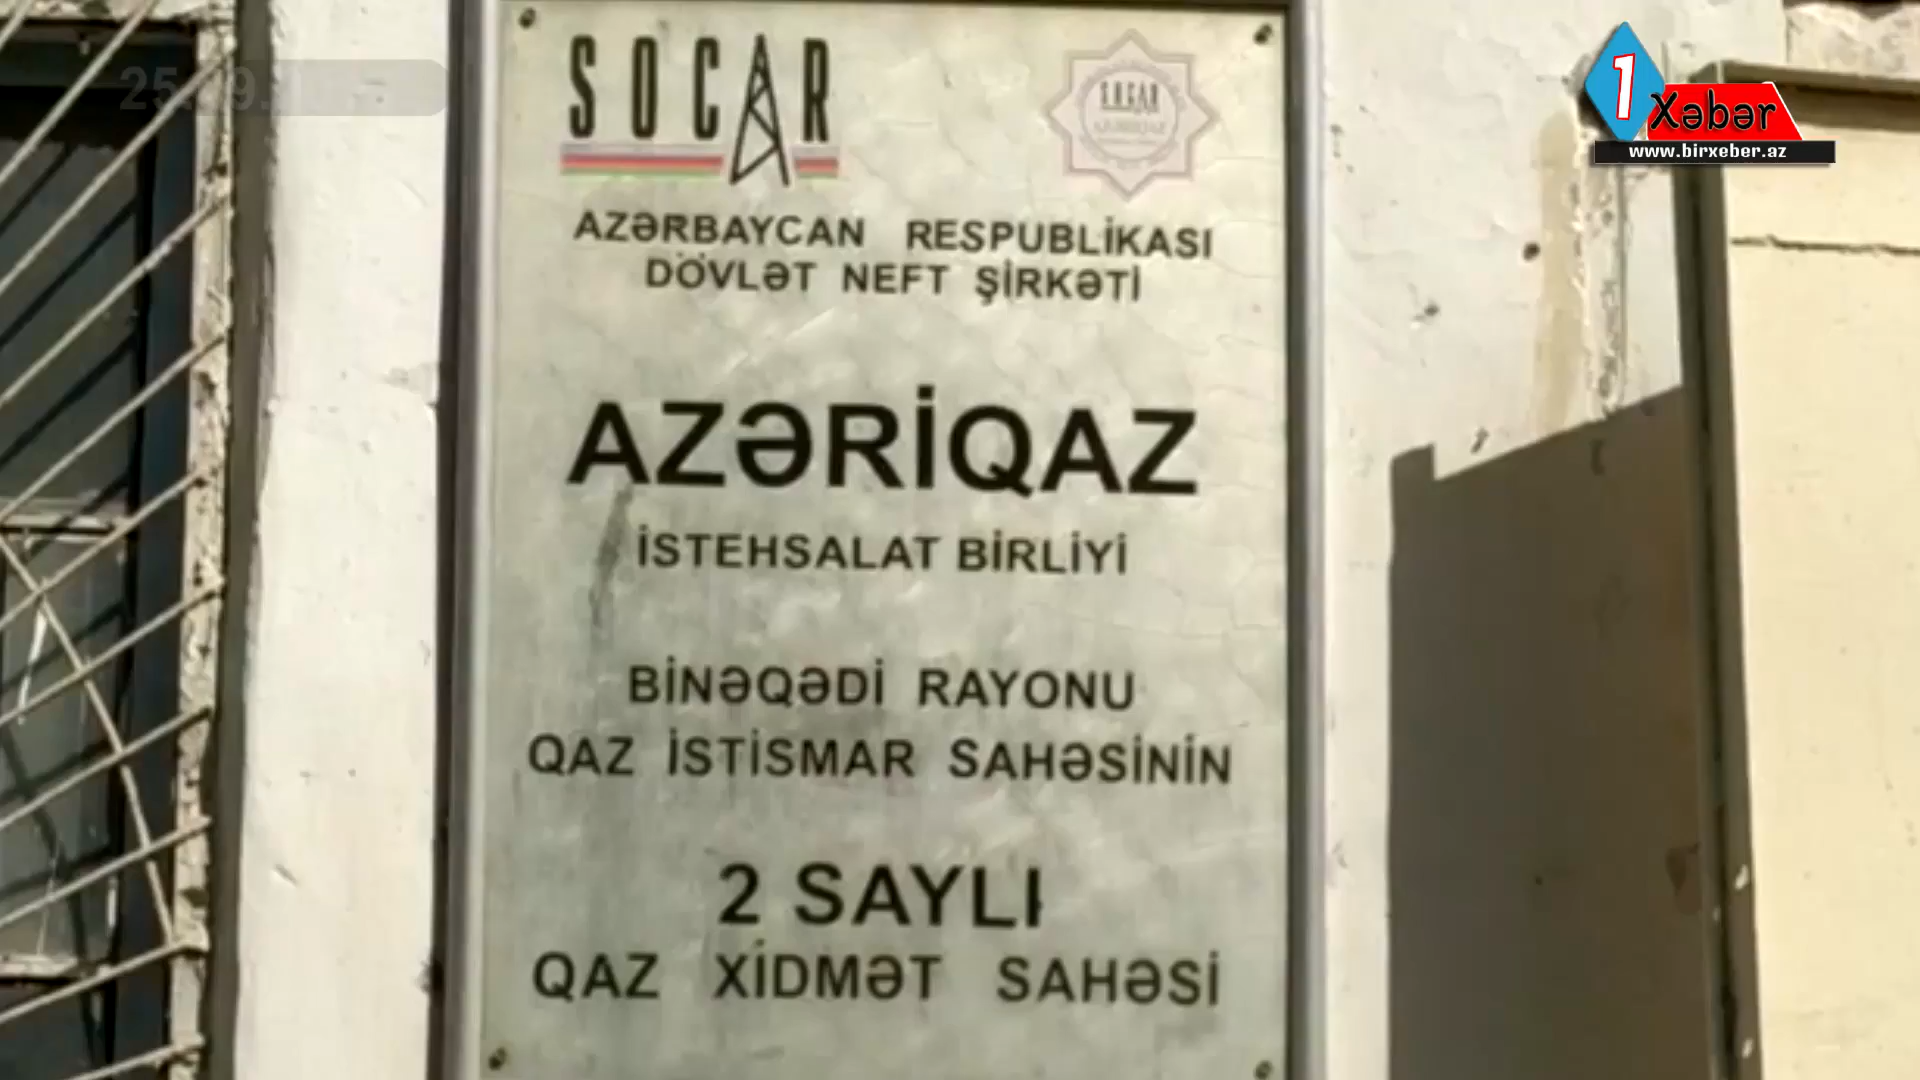 SOCAR
SOCAR
AZƏRBAYCAN RESPUBLİKASI
DÖVLƏT NEFT ŞİRKƏTİ
AZƏRİQAZ
İSTEHSALAT BİRLİYİ
BİNƏQƏDİ RAYONU
QAZ İSTİSMAR SAHƏSİNİN
2 SAYLI
QAZ XİDMƏT SAHƏSİ
1
Xəbər
www.birxeber.az